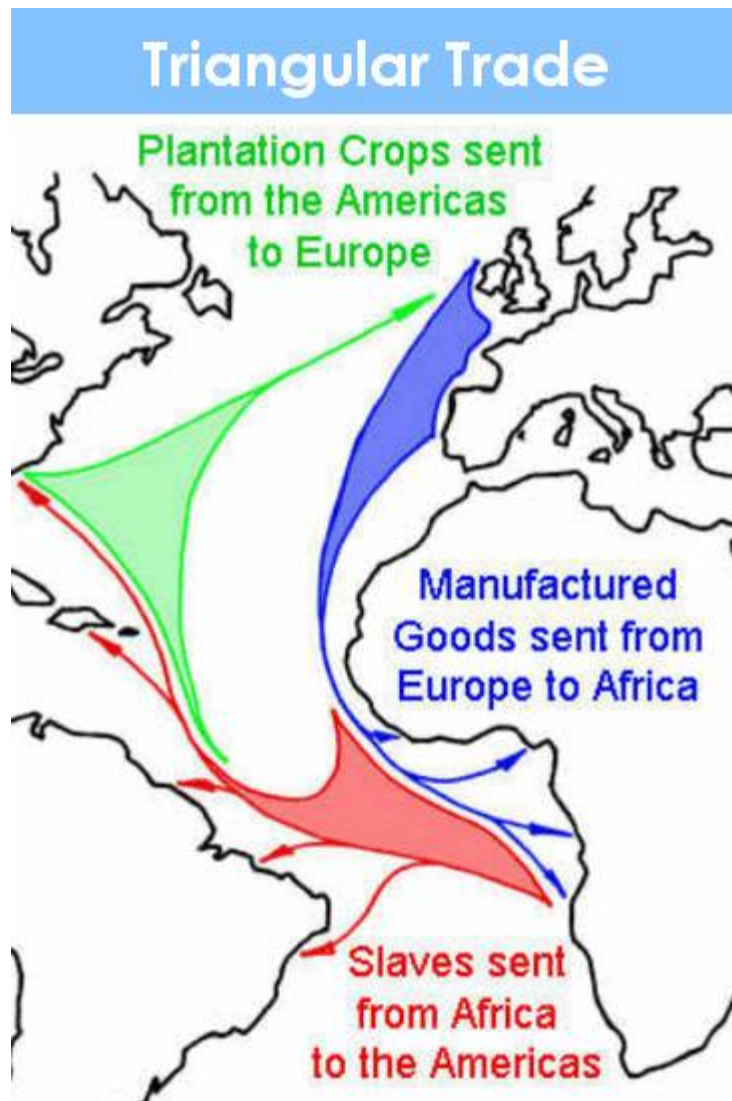 Triangular Trade
Plantation Crops sent
from the Americas
to Europe
Manufactured
Goods sent from
Europe to Africa
Slaves sent
from Africa
to the Americas